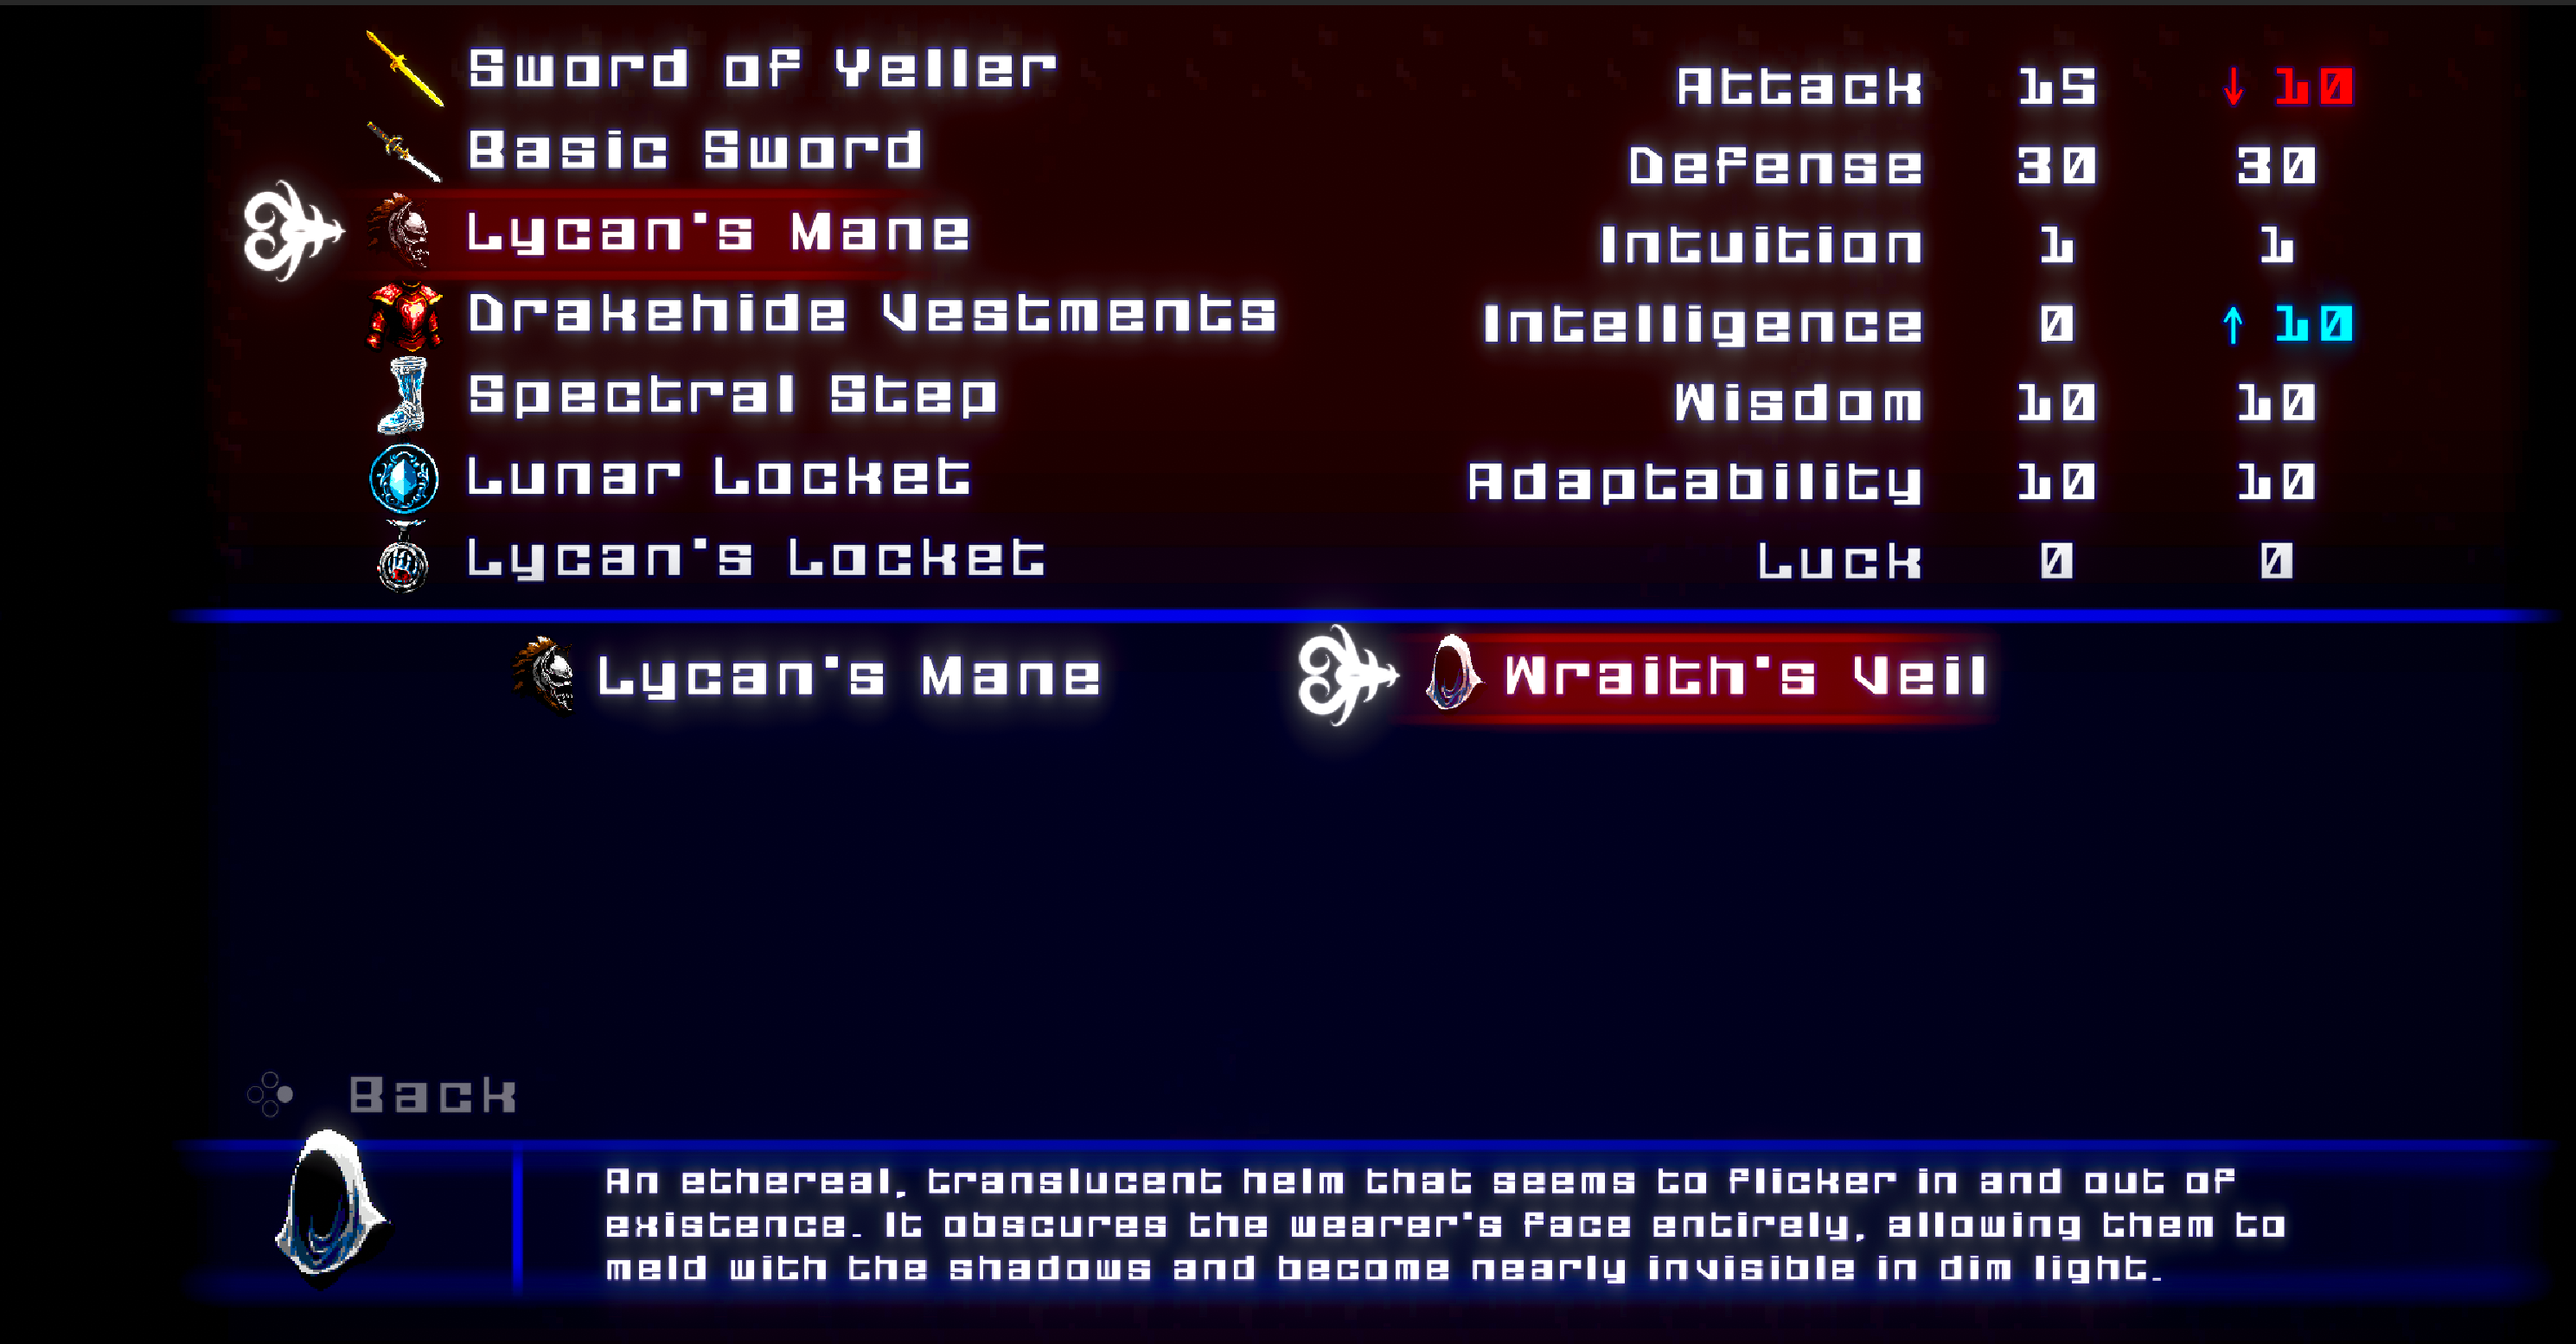 Sword of Yeller
Basic Sword
Lycan's Mane
Drakehide Vestments
Spectral Step
Lunar Locket
Lycan's Locket
Attack 15 ↓ 10
Defense 30 30
Intuition 1 1
Intelligence 0 ↑ 10
Wisdom 10 10
Adaptability 10 10
Luck 0 0
Lycan's Mane
Wraith's Veil
Back
An ethereal, translucent helm that seems to flicker in and out of
existence. It obscures the wearer's face entirely, allowing them to
meld with the shadows and become nearly invisible in dim light.